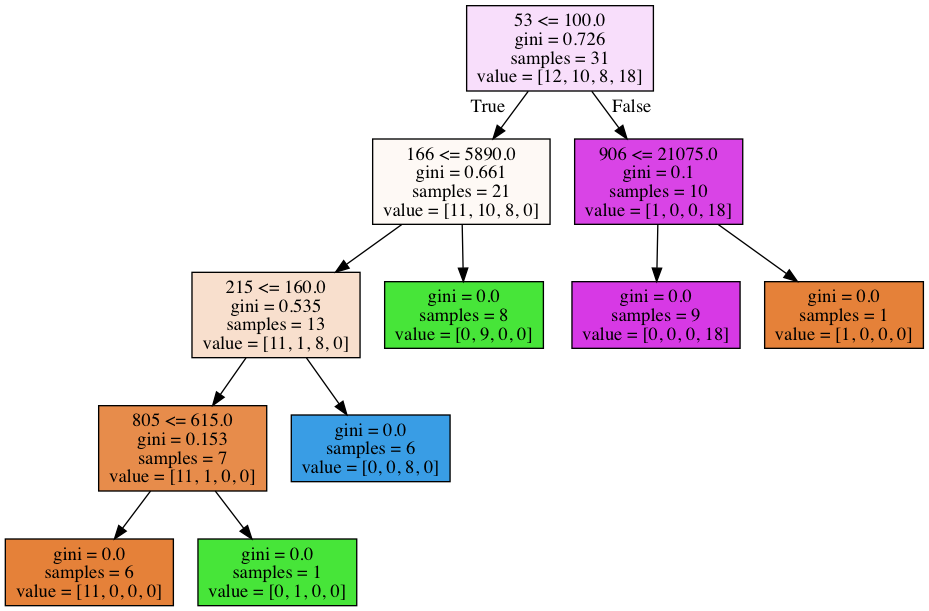 53 <= 100.0
gini = 0.726
samples = 31
value = [12, 10, 8, 18]
True
False
166 <= 5890.0
gini = 0.661
samples = 21
value = [11, 10, 8, 0]
906 <= 21075.0
gini = 0.1
samples = 10
value = [1, 0, 0, 18]
215 <= 160.0
gini = 0.535
samples = 13
value = [11, 1, 8, 0]
gini = 0.0
samples = 8
value = [0, 9, 0, 0]
gini = 0.0
samples = 9
value = [0, 0, 0, 18]
gini = 0.0
samples = 1
value = [1, 0, 0, 0]
805 <= 615.0
gini = 0.153
samples = 7
value = [11, 1, 0, 0]
gini = 0.0
samples = 6
value = [0, 0, 8, 0]
gini = 0.0
samples = 6
value = [11, 0, 0, 0]
gini = 0.0
samples = 1
value = [0, 1, 0, 0]